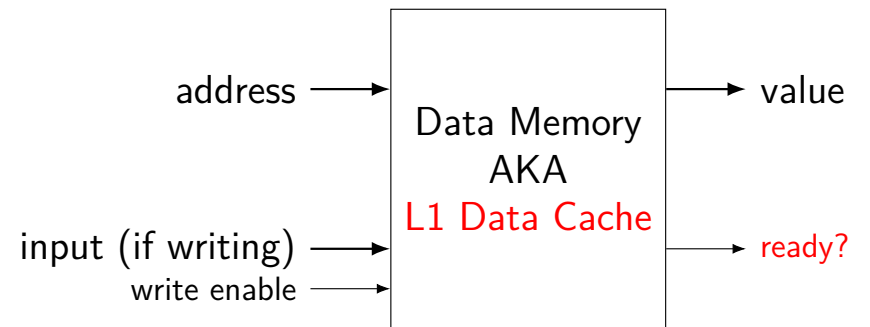 address
input (if writing)
write enable
Data Memory
AKA
L1 Data Cache
value
ready?